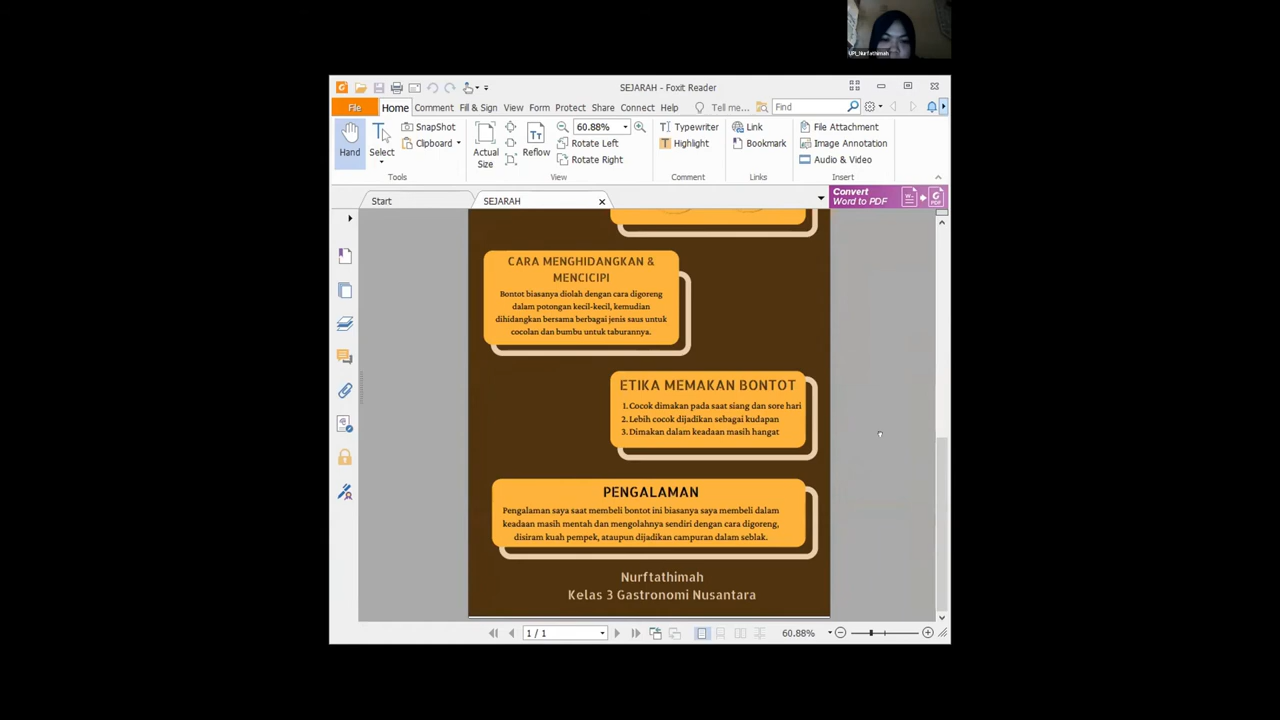 UPI_Nurfathimah
SEJARAH - Foxit Reader
File Home Comment Fill & Sign View Form Protect Share Connect Help Tell me... Find
SnapShot
Clipboard
Hand
Select
Actual Size
Reflow
60.88%
Rotate Left
Rotate Right
Typewriter
Highlight
Link
Bookmark
File Attachment
Image Annotation
Audio & Video
Tools View Comment Links Insert
Start
SEJARAH
Convert
Word to PDF
CARA MENGHIDANGKAN &
MENCICIPI
Bontot biasanya diolah dengan cara digoreng
dalam potongan kecil-kecil, kemudian
dihidangkan bersama berbagai jenis saus untuk
cocolan dan bumbu untuk taburannya.
ETIKA MEMAKAN BONTOT
1. Cocok dimakan pada saat siang dan sore hari
2. Lebih cocok dijadikan sebagai kudapan
3. Dimakan dalam keadaan masih hangat
PENGALAMAN
Pengalaman saya saat membeli bontot ini biasanya saya membeli dalam
keadaan masih mentah dan mengolahnya sendiri dengan cara digoreng,
disiram kuah pempek, ataupun dijadikan campuran dalam seblak.
Nurftathimah
Kelas 3 Gastronomi Nusantara
1 / 1
60.88%